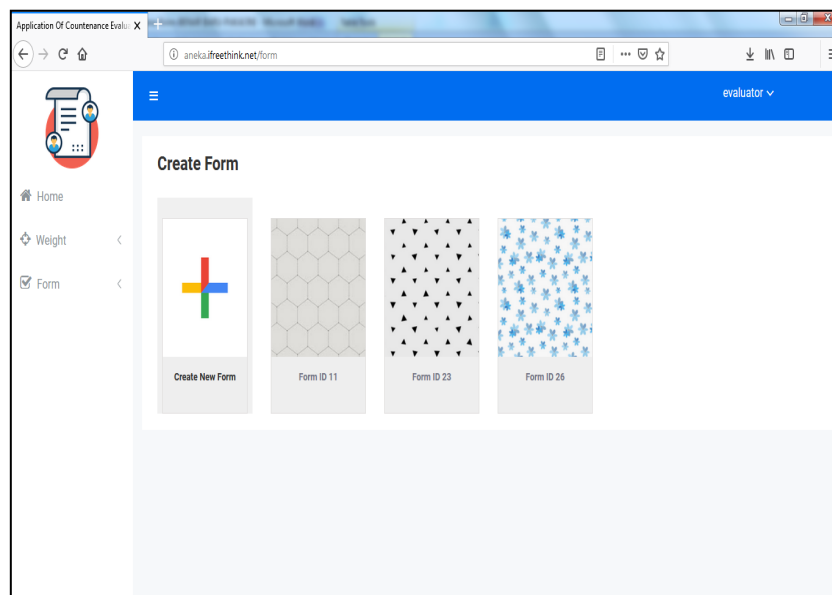 Application Of Countenance Evalu
aneka.ifreethink.net/form
evaluator
Create Form
Home
Weight
Form
Create New Form
Form ID 11
Form ID 23
Form ID 26